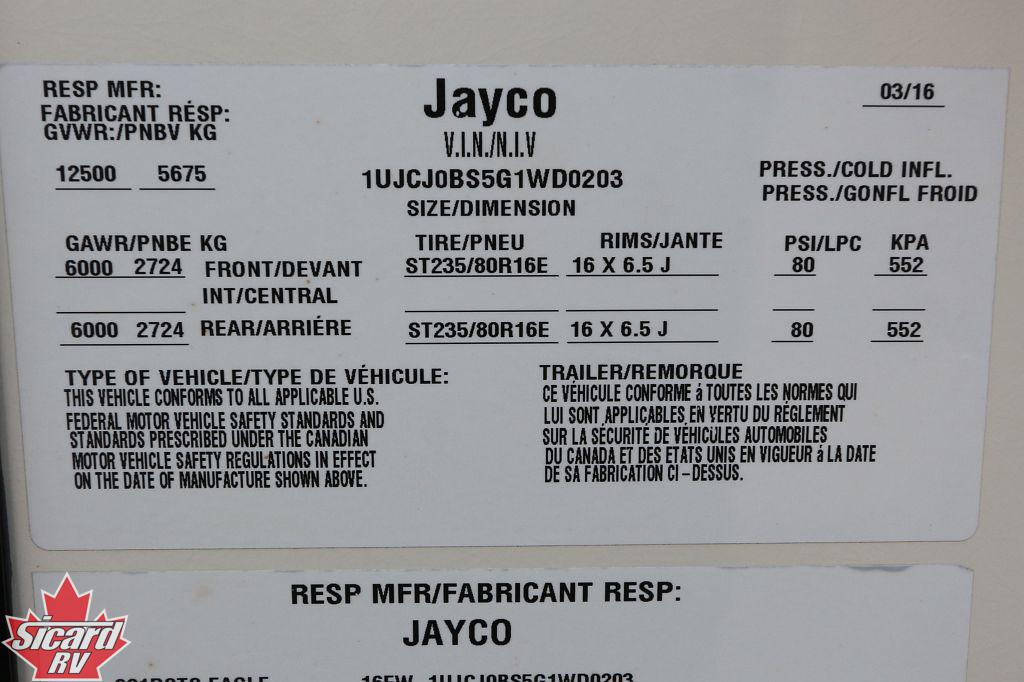 RESP MFR:
FABRICANT RÉSP:
GVWR:/PNBV KG
Jayco
03/16
V.I.N./N.I.V
12500 5675
1UJCJ0BS5G1WD0203
PRESS./COLD INFL.
PRESS./GONFL FROID
SIZE/DIMENSION
GAWR/PNBE KG TIRE/PNEU RIMS/JANTE PSI/LPC KPA
6000 2724 FRONT/DEVANT ST235/80R16E 16 X 6.5 J 80 552
INT/CENTRAL
6000 2724 REAR/ARRIÉRE ST235/80R16E 16 X 6.5 J 80 552
TYPE OF VEHICLE/TYPE DE VÉHICULE:
THIS VEHICLE CONFORMS TO ALL APPLICABLE U.S.
FEDERAL MOTOR VEHICLE SAFETY STANDARDS AND
STANDARDS PRESCRIBED UNDER THE CANADIAN
MOTOR VEHICLE SAFETY REGULATIONS IN EFFECT
ON THE DATE OF MANUFACTURE SHOWN ABOVE.
TRAILER/REMORQUE
CE VÉHICULE CONFORME á TOUTES LES NORMES QUI
LUI SONT APPLICABLES EN VERTU DU RÉGLEMENT
SUR LA SÉCURITÉ DE VÉHICULES AUTOMOBILES
DU CANADA ET DES ETATS UNIS EN VIGUEUR á LA DATE
DE SA FABRICATION CI-DESSUS.
RESP MFR/FABRICANT RESP:
JAYCO
EAGLE 16FW 1UJCJ0BS5G1WD0203
Sicard
RV